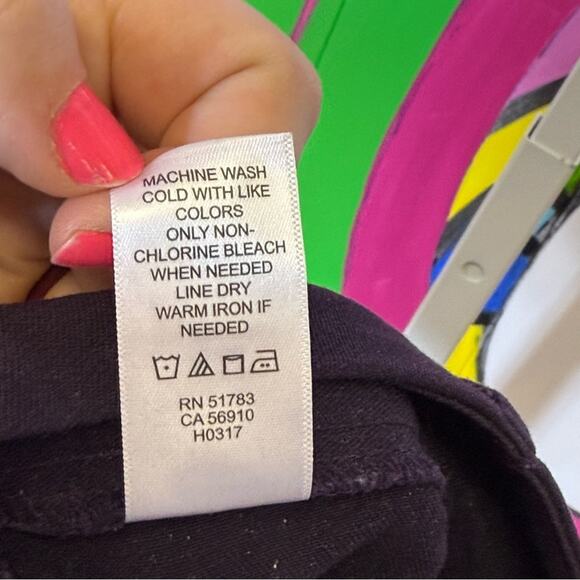 MACHINE WASH
COLD WITH LIKE
COLORS
ONLY NON-
CHLORINE BLEACH
WHEN NEEDED
LINE DRY
WARM IRON IF
NEEDED
RN 51783
CA 56910
H0317